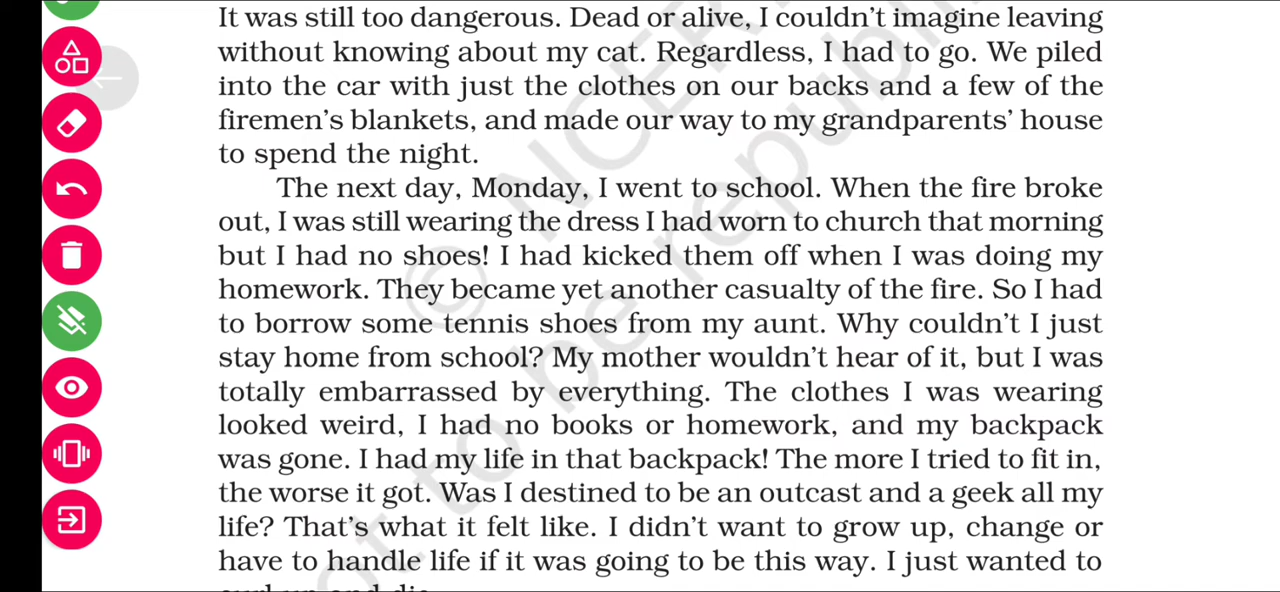 It was still too dangerous. Dead or alive, I couldn't imagine leaving
without knowing about my cat. Regardless, I had to go. We piled
into the car with just the clothes on our backs and a few of the
firemen's blankets, and made our way to my grandparents' house
to spend the night.
The next day, Monday, I went to school. When the fire broke
out, I was still wearing the dress I had worn to church that morning
but I had no shoes! I had kicked them off when I was doing my
homework. They became yet another casualty of the fire. So I had
to borrow some tennis shoes from my aunt. Why couldn't I just
stay home from school? My mother wouldn't hear of it, but I was
totally embarrassed by everything. The clothes I was wearing
looked weird, I had no books or homework, and my backpack
was gone. I had my life in that backpack! The more I tried to fit in,
the worse it got. Was I destined to be an outcast and a geek all my
life? That's what it felt like. I didn't want to grow up, change or
have to handle life if it was going to be this way. I just wanted to
curl up and die.
© NCERT
not to be republi